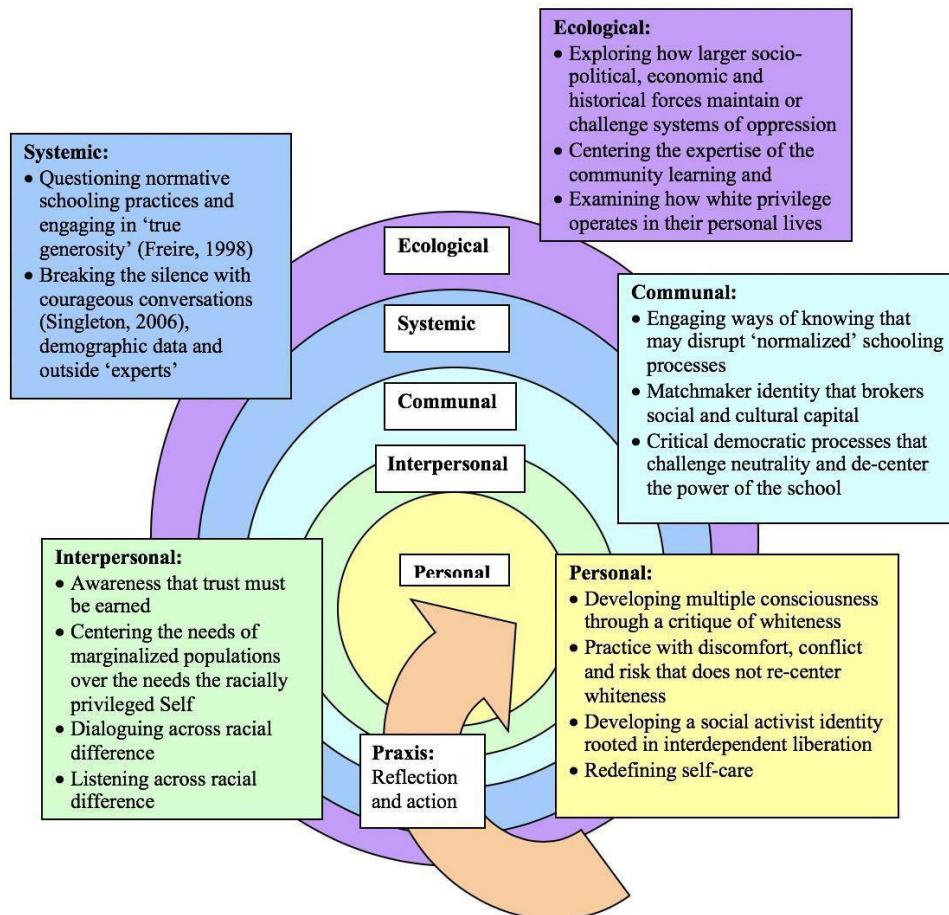 Ecological:
• Exploring how larger socio-
political, economic and
historical forces maintain or
challenge systems of oppression
• Centering the expertise of the
community learning and
• Examining how white privilege
operates in their personal lives
Systemic:
• Questioning normative
schooling practices and
engaging in ‘true
generosity’ (Freire, 1998)
• Breaking the silence with
courageous conversations
(Singleton, 2006),
demographic data and
outside ‘experts’
Ecological
Systemic
Communal
Interpersonal
Personal
Communal:
• Engaging ways of knowing that
may disrupt ‘normalized’ schooling
processes
• Matchmaker identity that brokers
social and cultural capital
• Critical democratic processes that
challenge neutrality and de-center
the power of the school
Interpersonal:
• Awareness that trust must
be earned
• Centering the needs of
marginalized populations
over the needs the racially
privileged Self
• Dialoguing across racial
difference
• Listening across racial
difference
Personal:
• Developing multiple consciousness
through a critique of whiteness
• Practice with discomfort, conflict
and risk that does not re-center
whiteness
• Developing a social activist identity
rooted in interdependent liberation
• Redefining self-care
Praxis:
Reflection
and action